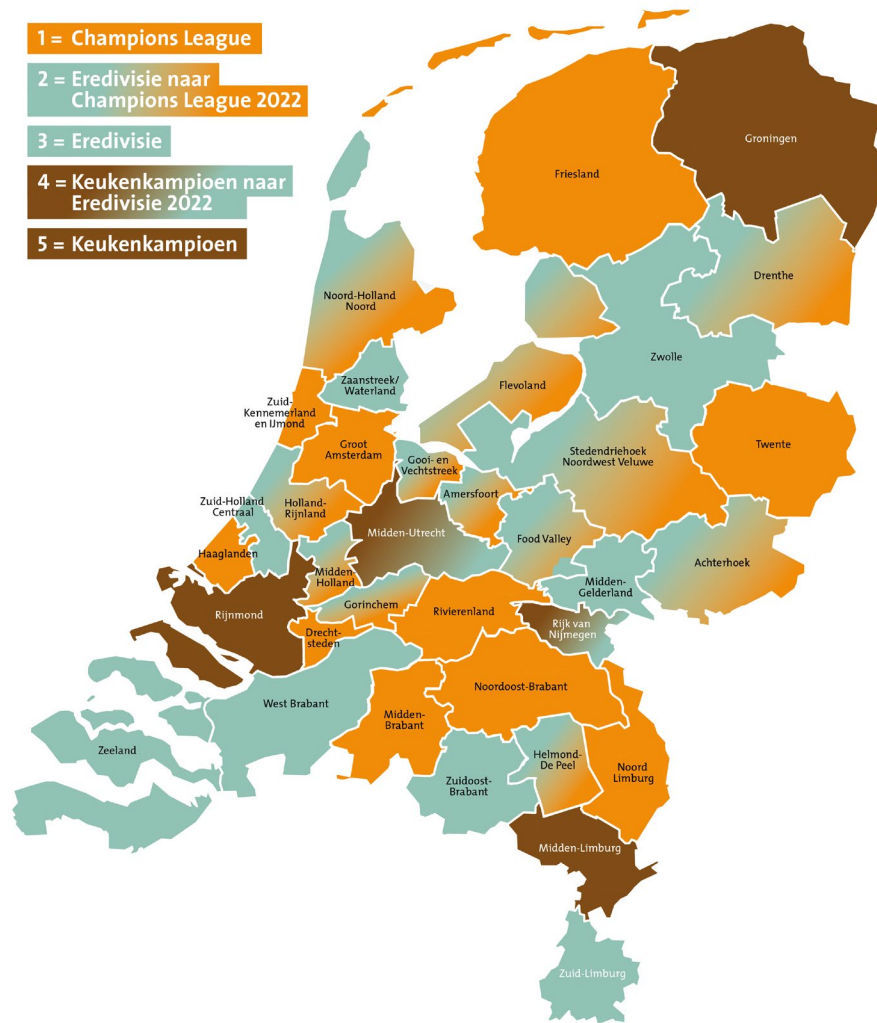 1 = Champions League
2 = Eredivisie naar
Champions League 2022
3 = Eredivisie
4 = Keukenkampioen naar
Eredivisie 2022
5 = Keukenkampioen
Groningen
Friesland
Drenthe
Noord-Holland
Noord
Zwolle
Zaanstreek/
Waterland
Flevoland
Zuid-
Kennemerland
en IJmond
Groot
Amsterdam
Stedendriehoek
Noordwest Veluwe
Twente
Gooi- en
Vechtstreek
Amersfoort
Zuid-Holland
Centraal
Holland-
Rijnland
Midden-Utrecht
Food Valley
Haaglanden
Midden-
Holland
Achterhoek
Midden-
Gelderland
Gorinchem
Rivierenland
Rijnmond
Rijk van
Nijmegen
Drecht-
steden
Noordoost-Brabant
West Brabant
Midden-
Brabant
Zeeland
Helmond-
De Peel
Noord
Limburg
Zuidoost-
Brabant
Midden-Limburg
Zuid-Limburg